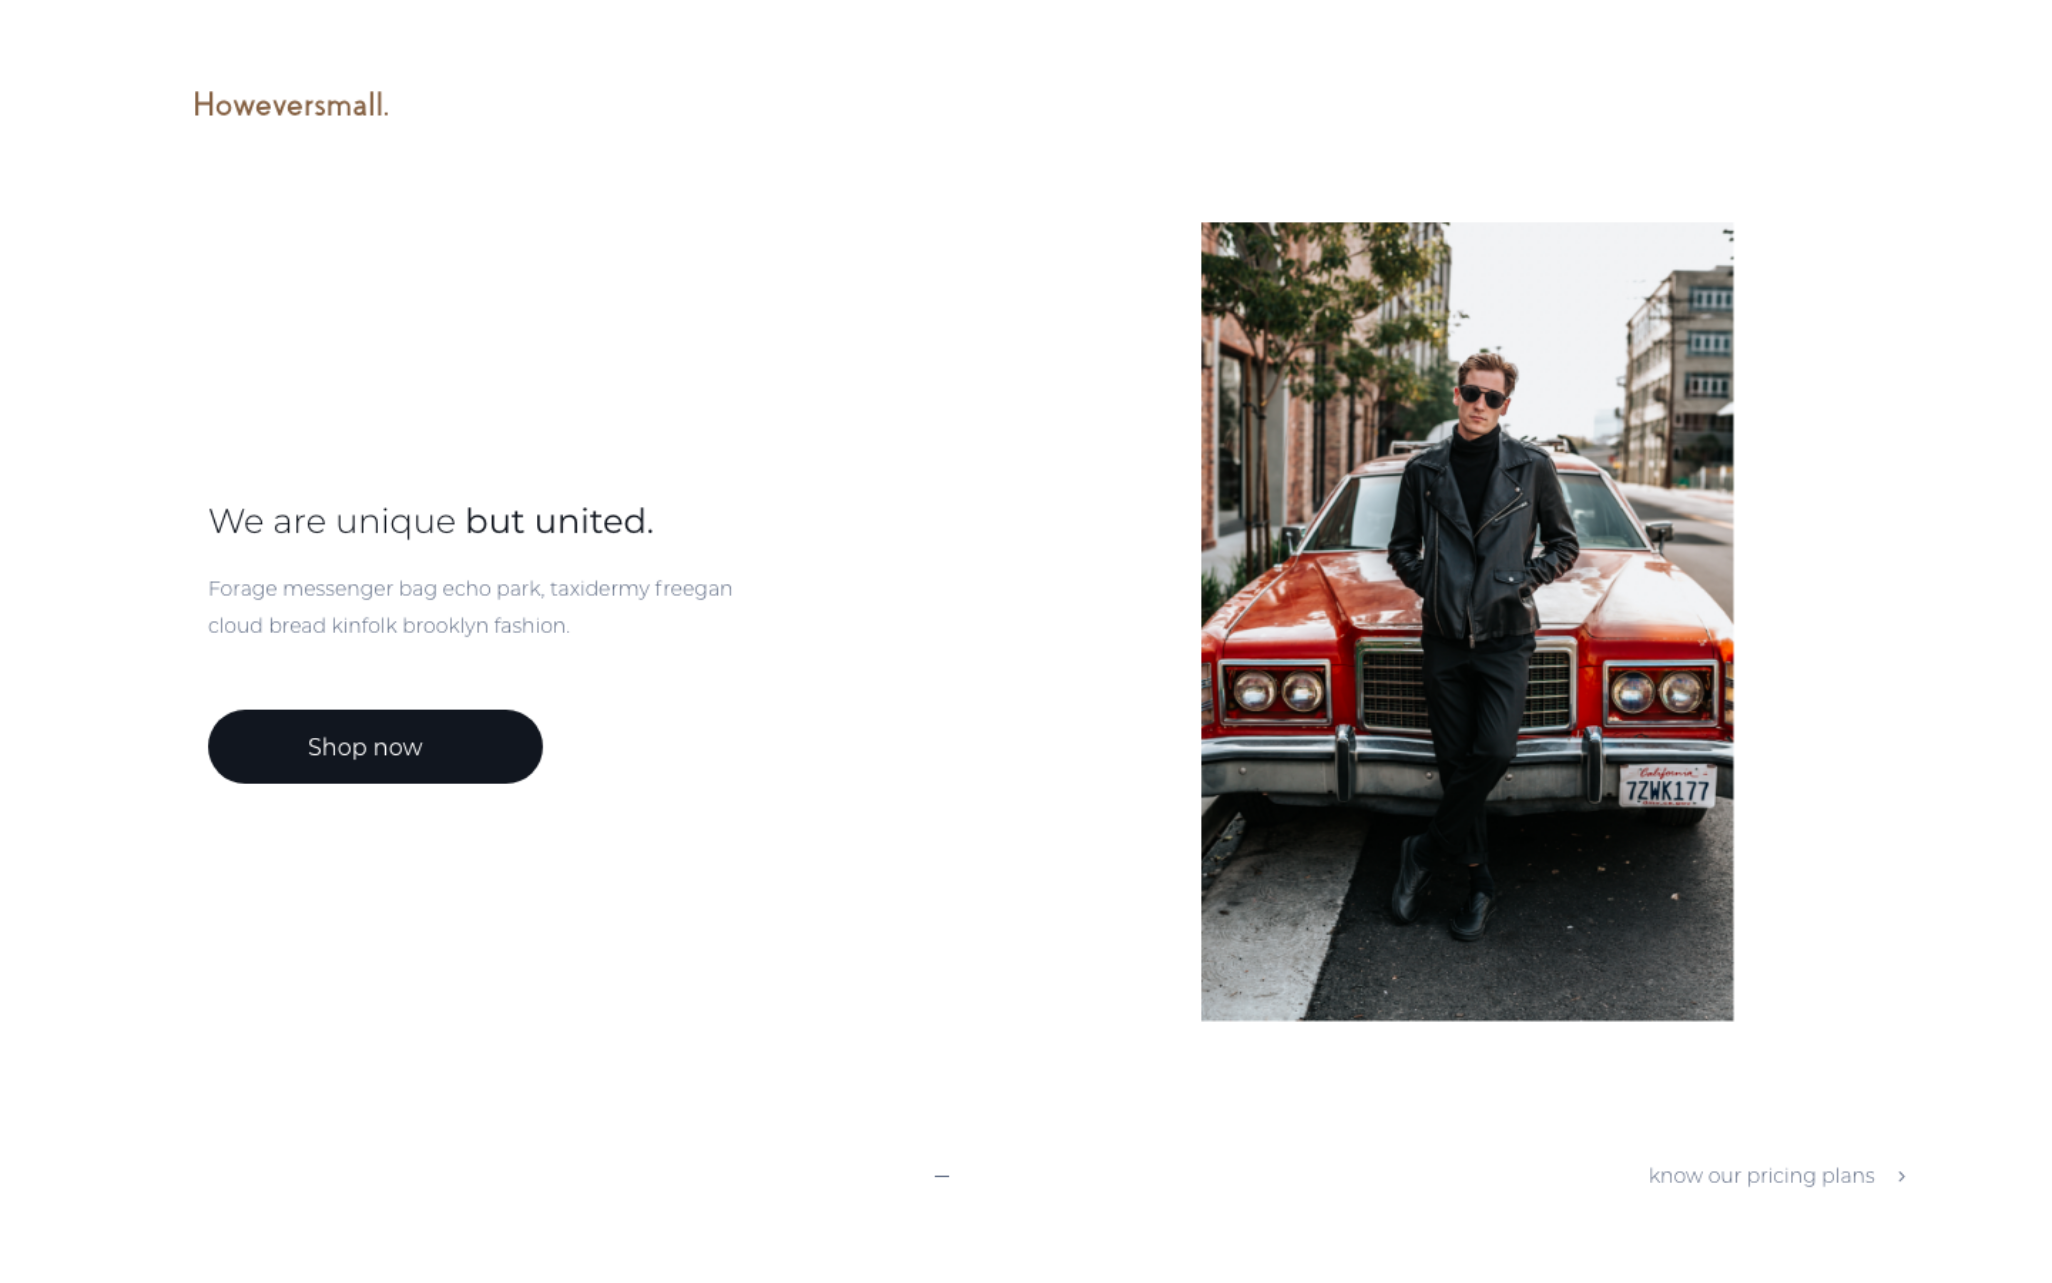 Howeversmall.
We are unique but united.
Forage messenger bag echo park, taxidermy freegan
cloud bread kinfolk brooklyn fashion.
Shop now
California
7ZWK177
know our pricing plans